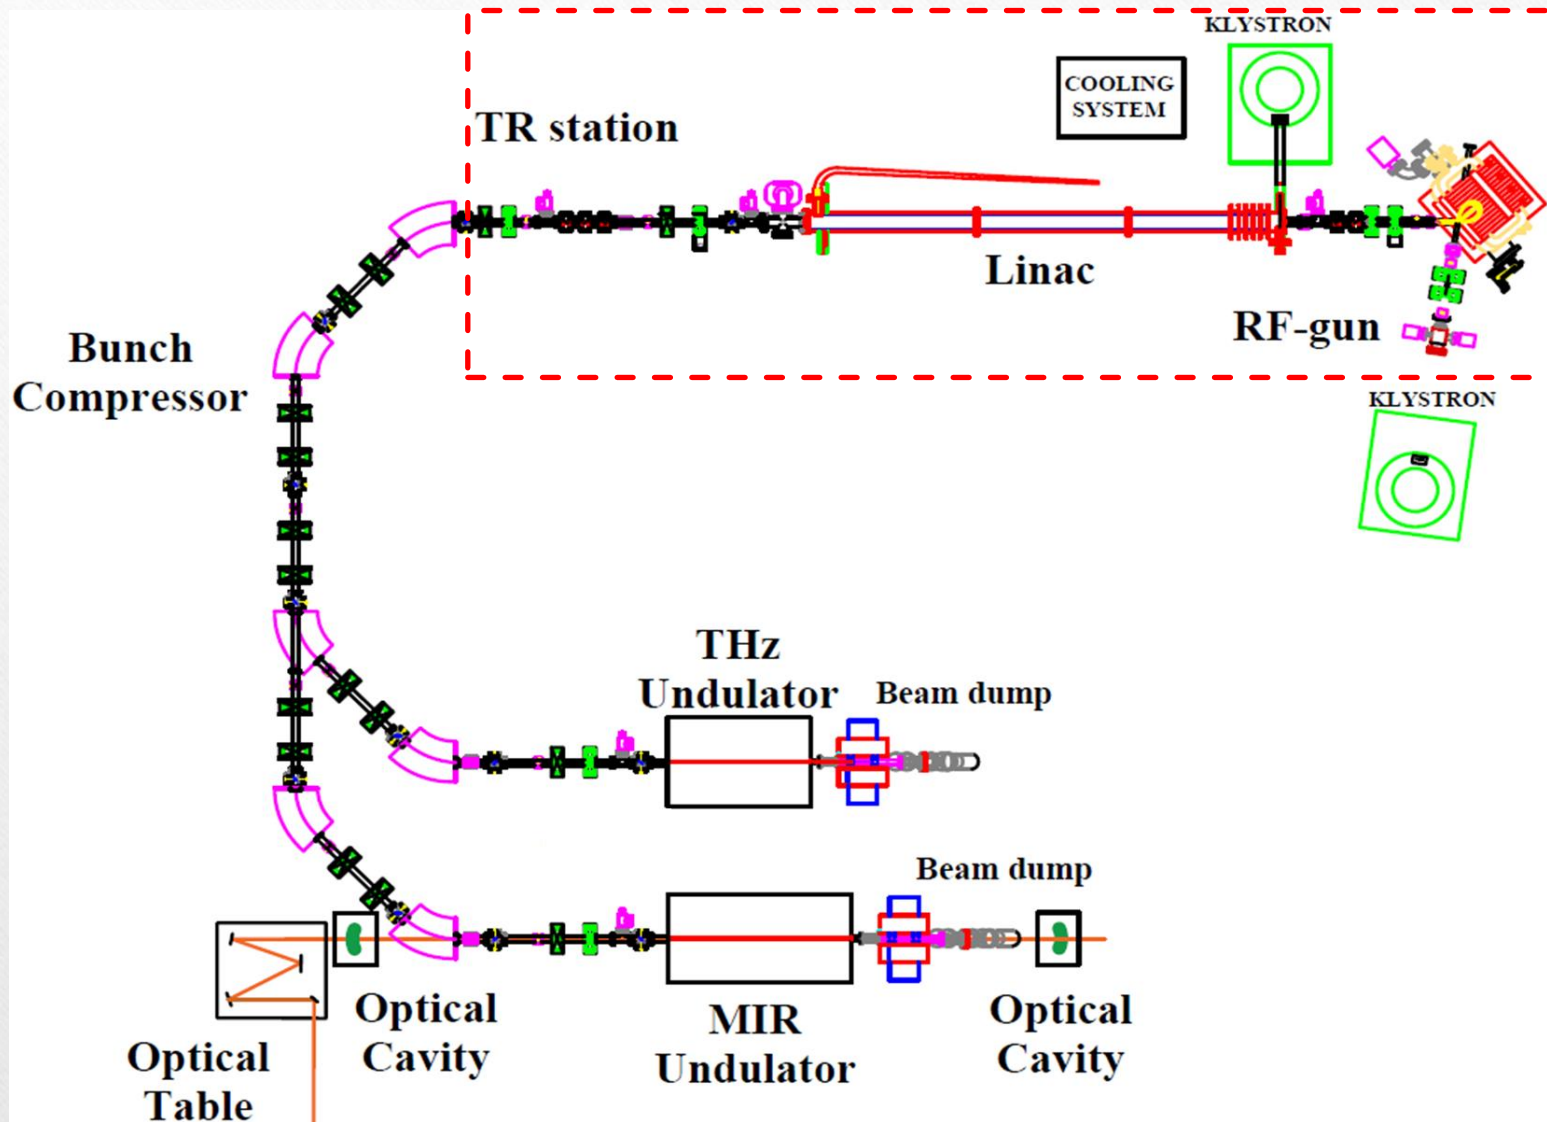 KLYSTRON
COOLING
SYSTEM
TR station
Linac
RF-gun
Bunch
Compressor
KLYSTRON
THz
Undulator
Beam dump
Beam dump
Optical
Cavity
MIR
Undulator
Optical
Cavity
Optical
Table